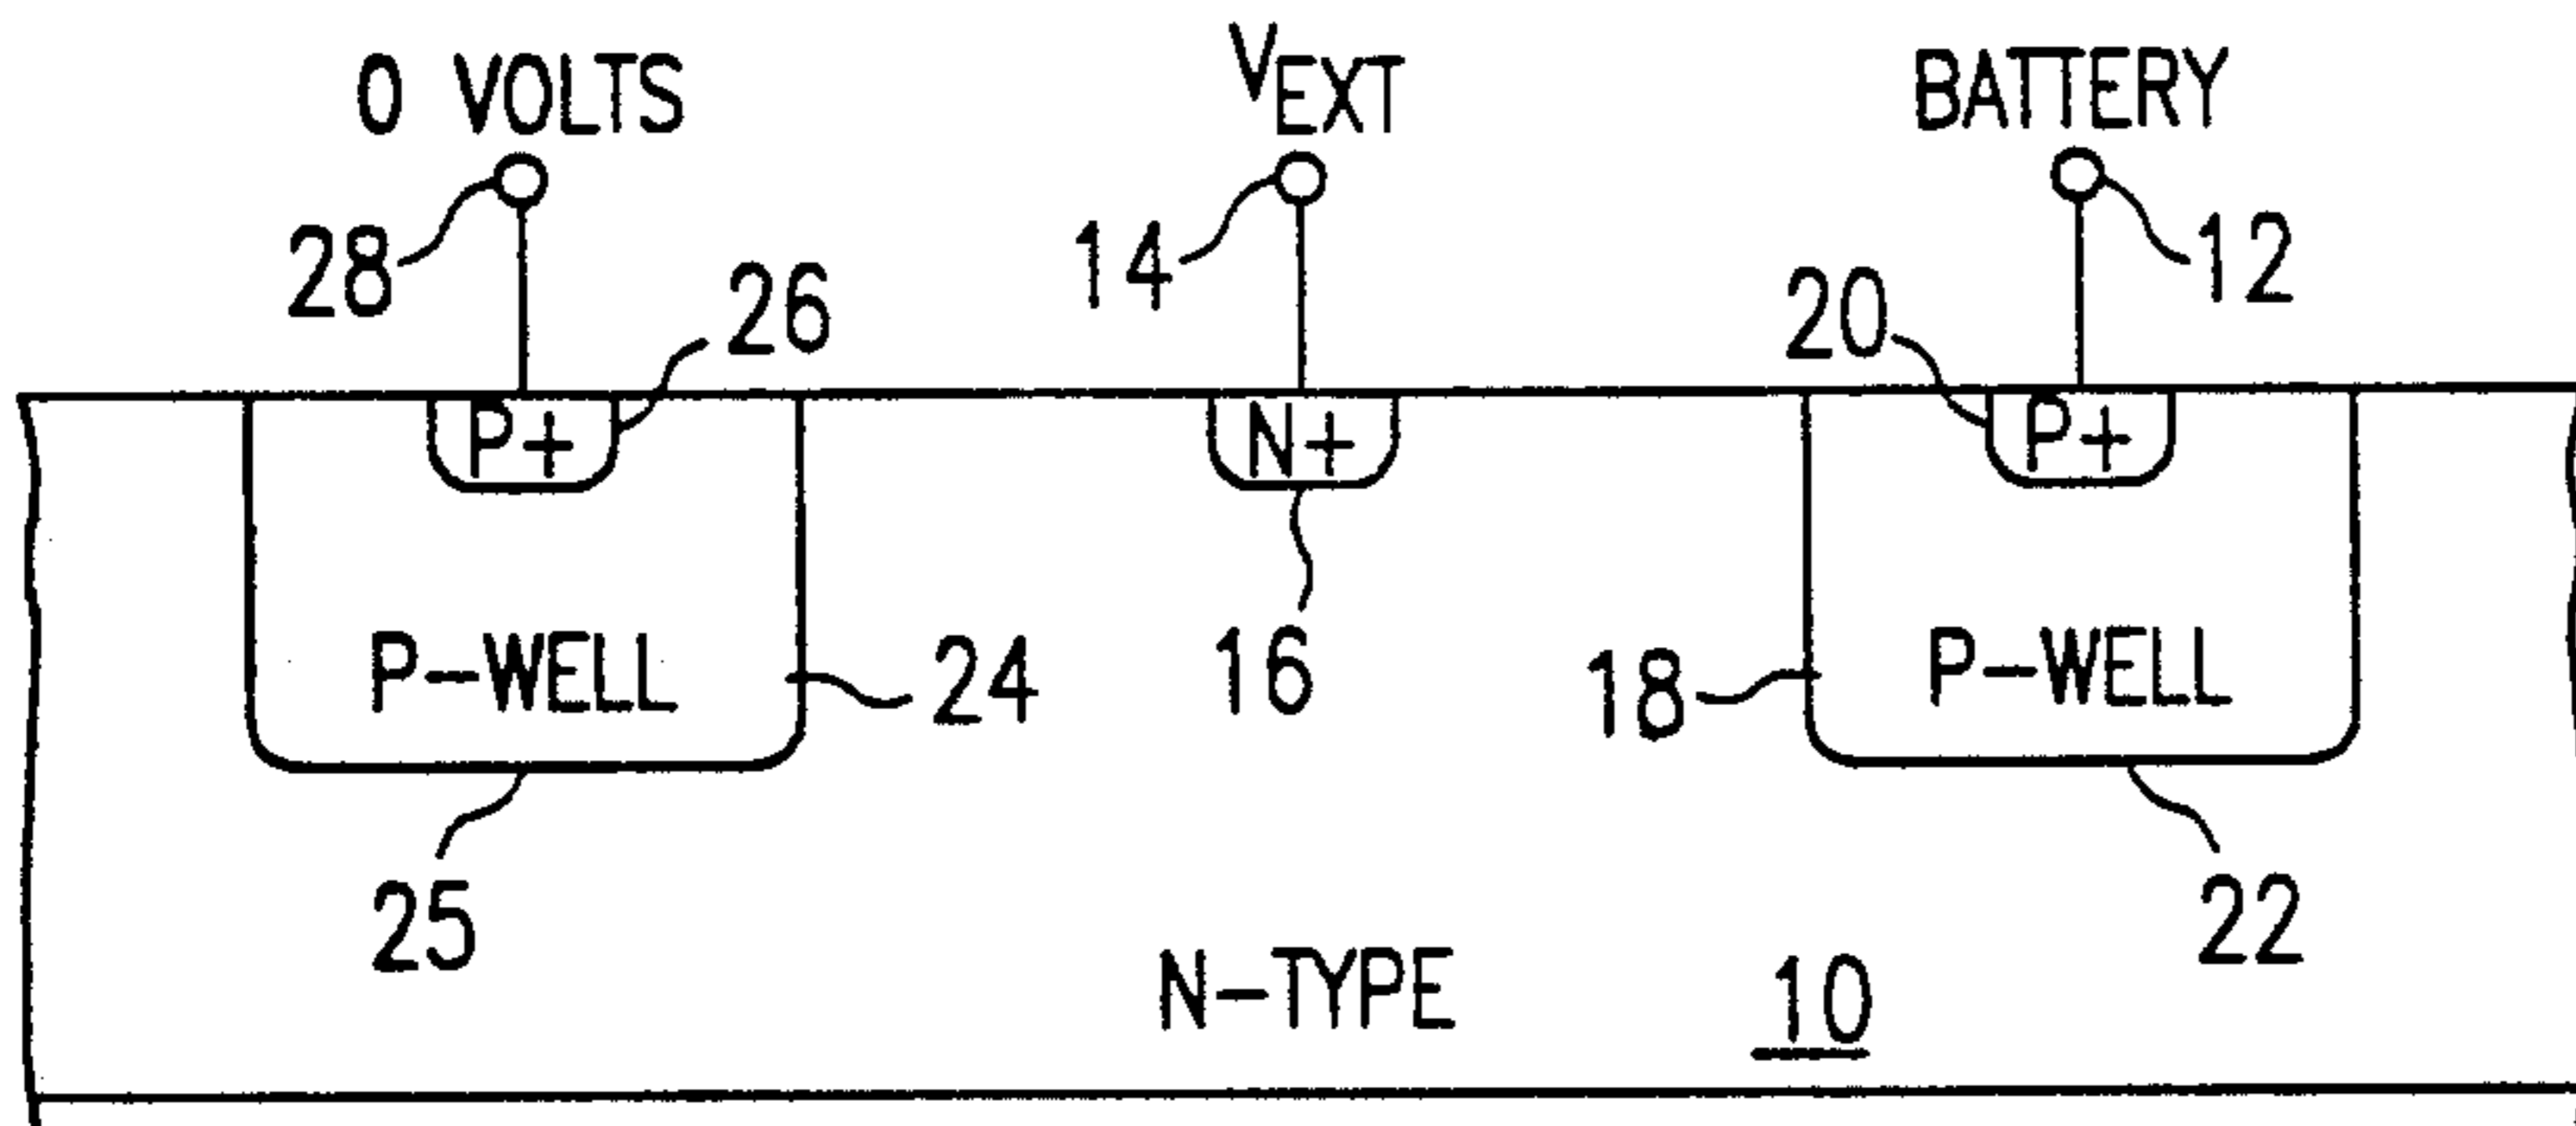 0 VOLTS
VEXT
BATTERY
28
14
12
26
20
P+
N+
P+
P-WELL
24
16
18
P-WELL
25
22
N-TYPE
10